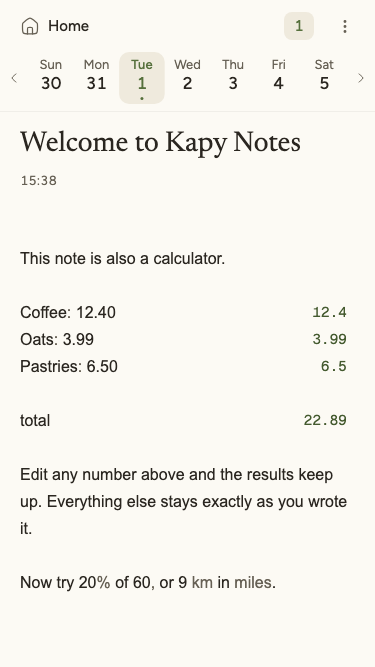 Home 1
Sun Mon Tue Wed Thu Fri Sat
30 31 1 2 3 4 5
Welcome to Kapy Notes
15:38
This note is also a calculator.
Coffee: 12.40 12.4
Oats: 3.99 3.99
Pastries: 6.50 6.5
total 22.89
Edit any number above and the results keep
up. Everything else stays exactly as you wrote
it.
Now try 20% of 60, or 9 km in miles.